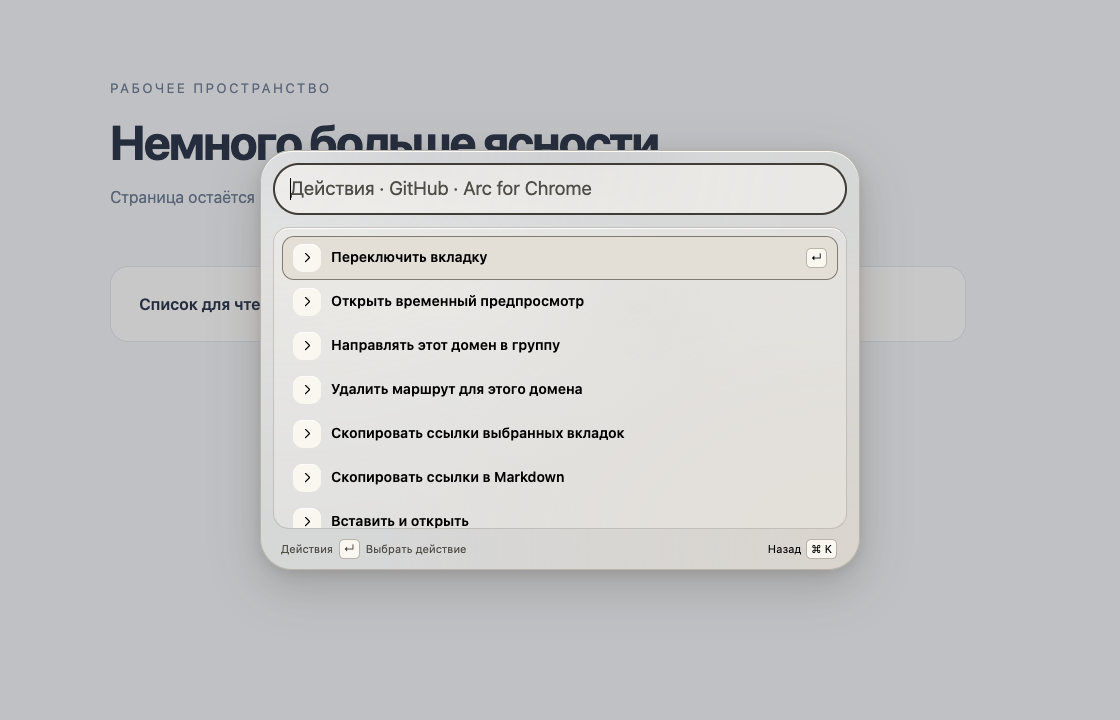 РАБОЧЕЕ ПРОСТРАНСТВО
Немного больше ясности
Страница остаётся
Действия · GitHub · Arc for Chrome
Список для чте
Переключить вкладку
Открыть временный предпросмотр
Направлять этот домен в группу
Удалить маршрут для этого домена
Скопировать ссылки выбранных вкладок
Скопировать ссылки в Markdown
Вставить и открыть
Действия ↵ Выбрать действие Назад ⌘ K